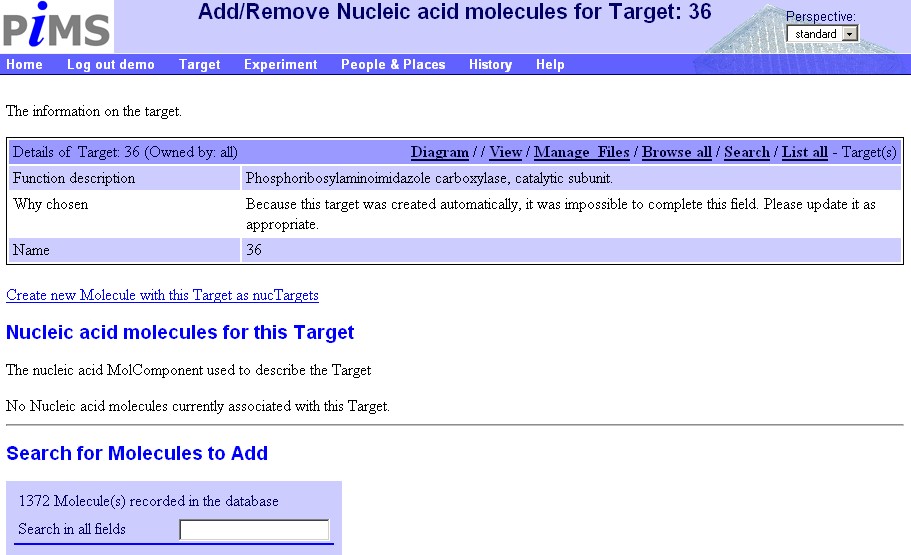 PiMS
Add/Remove Nucleic acid molecules for Target: 36
Perspective:
standard
Home Log out demo Target Experiment People & Places History Help
The information on the target.
Details of Target: 36 (Owned by: all) Diagram / / View / Manage Files / Browse all / Search / List all - Target(s)
Function description Phosphoribosylaminoimidazole carboxylase, catalytic subunit.
Why chosen Because this target was created automatically, it was impossible to complete this field. Please update it as
appropriate.
Name 36
Create new Molecule with this Target as nucTargets
Nucleic acid molecules for this Target
The nucleic acid MolComponent used to describe the Target
No Nucleic acid molecules currently associated with this Target.
Search for Molecules to Add
1372 Molecule(s) recorded in the database
Search in all fields